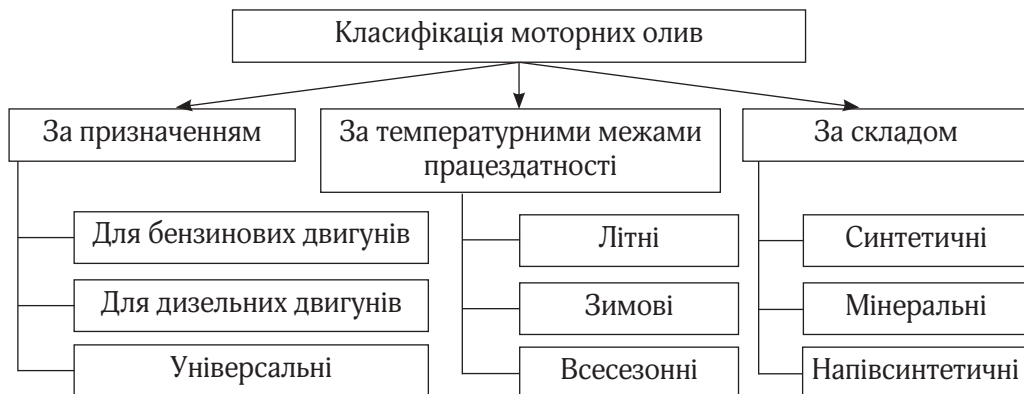 Класифікація моторних олив
За призначенням
Для бензинових двигунів
Для дизельних двигунів
Універсальні
За температурними межами
працездатності
Літні
Зимові
Всесезонні
За складом
Синтетичні
Мінеральні
Напівсинтетичні